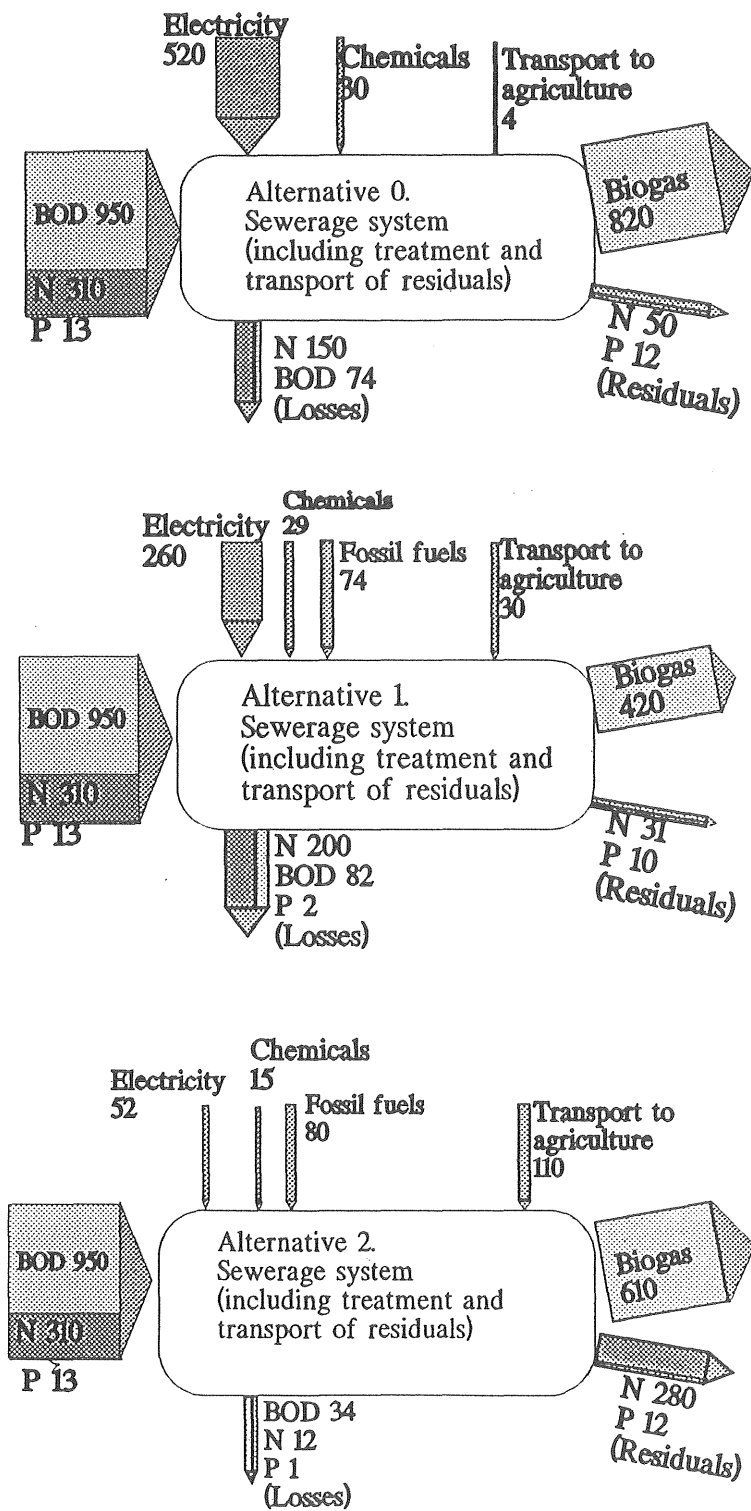 Electricity
520
Chemicals
30
Transport to
agriculture
4
BOD 950
N 310
P 13
Alternative 0.
Sewerage system
(including treatment and
transport of residuals)
Biogas
820
N 50
P 12
(Residuals)
N 150
BOD 74
(Losses)
Chemicals
29
Electricity
260
Fossil fuels
74
Transport to
agriculture
30
BOD 950
N 310
P 13
Alternative 1.
Sewerage system
(including treatment and
transport of residuals)
Biogas
420
N 31
P 10
(Residuals)
N 200
BOD 82
P 2
(Losses)
Chemicals
15
Electricity
52
Fossil fuels
80
Transport to
agriculture
110
BOD 950
N 310
P 13
Alternative 2.
Sewerage system
(including treatment and
transport of residuals)
Biogas
610
N 280
P 12
(Residuals)
BOD 34
N 12
P 1
(Losses)